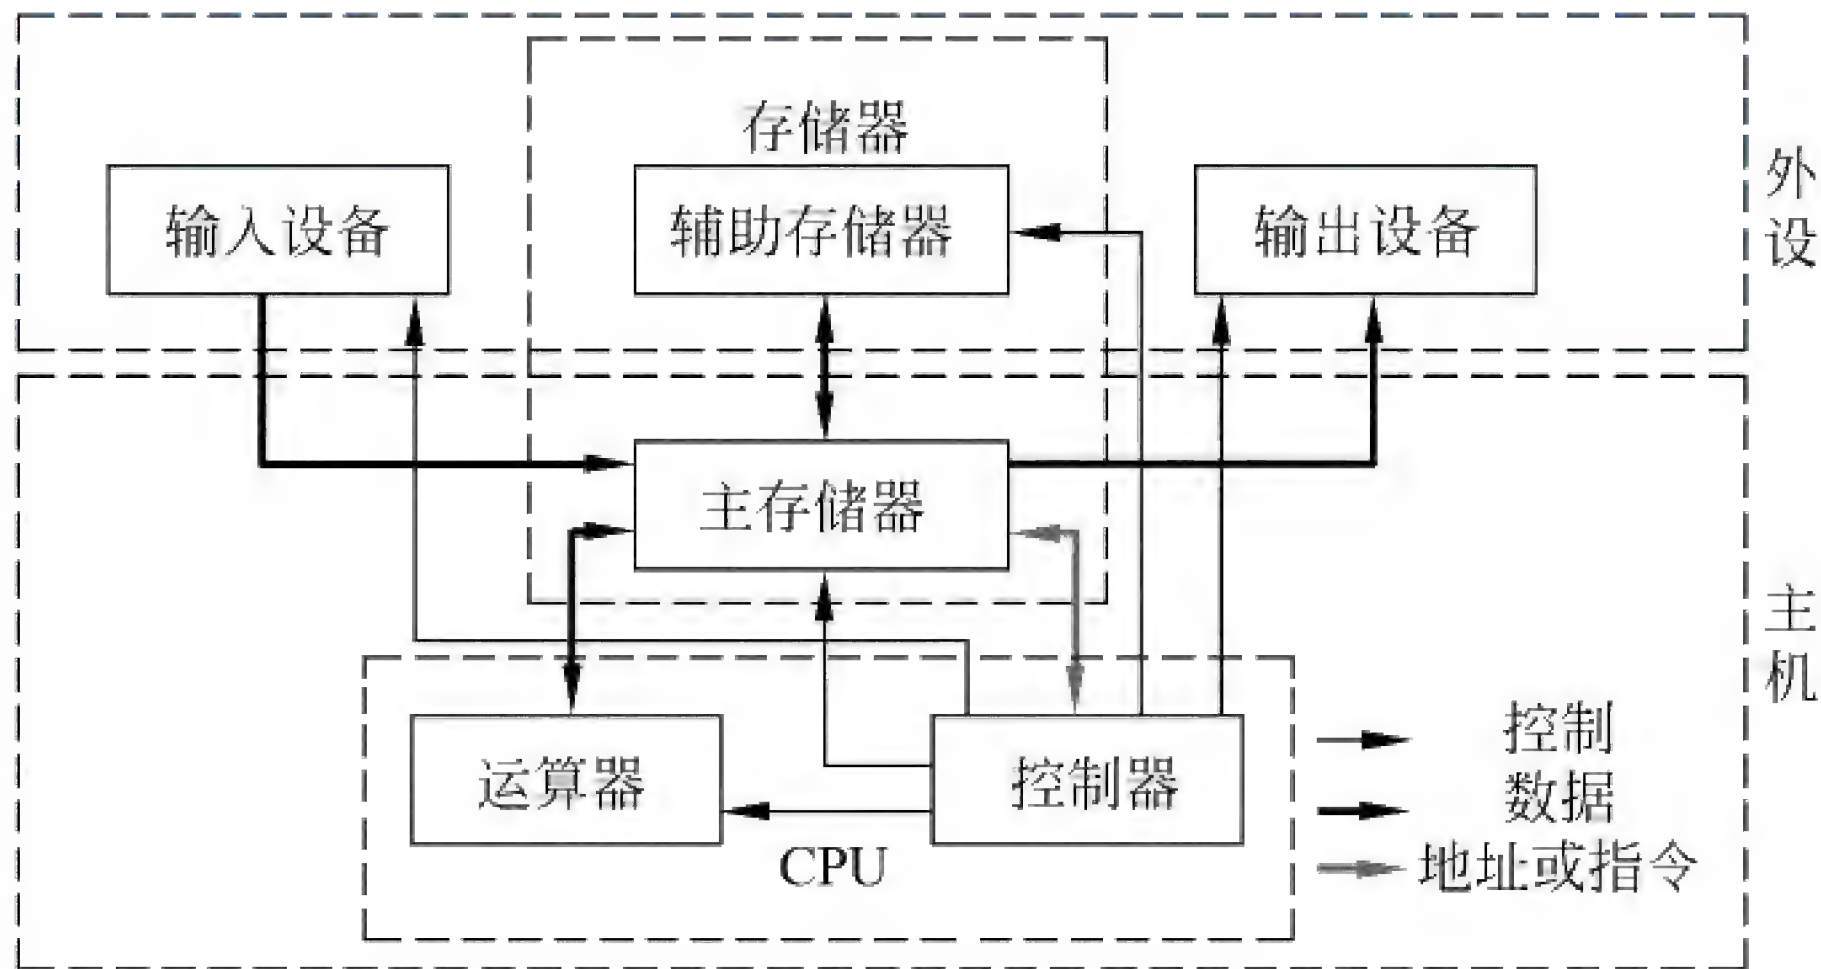 存储器
输入设备
辅助存储器
输出设备
外设
主存储器
主机
运算器
控制器
CPU
控制
数据
地址或指令